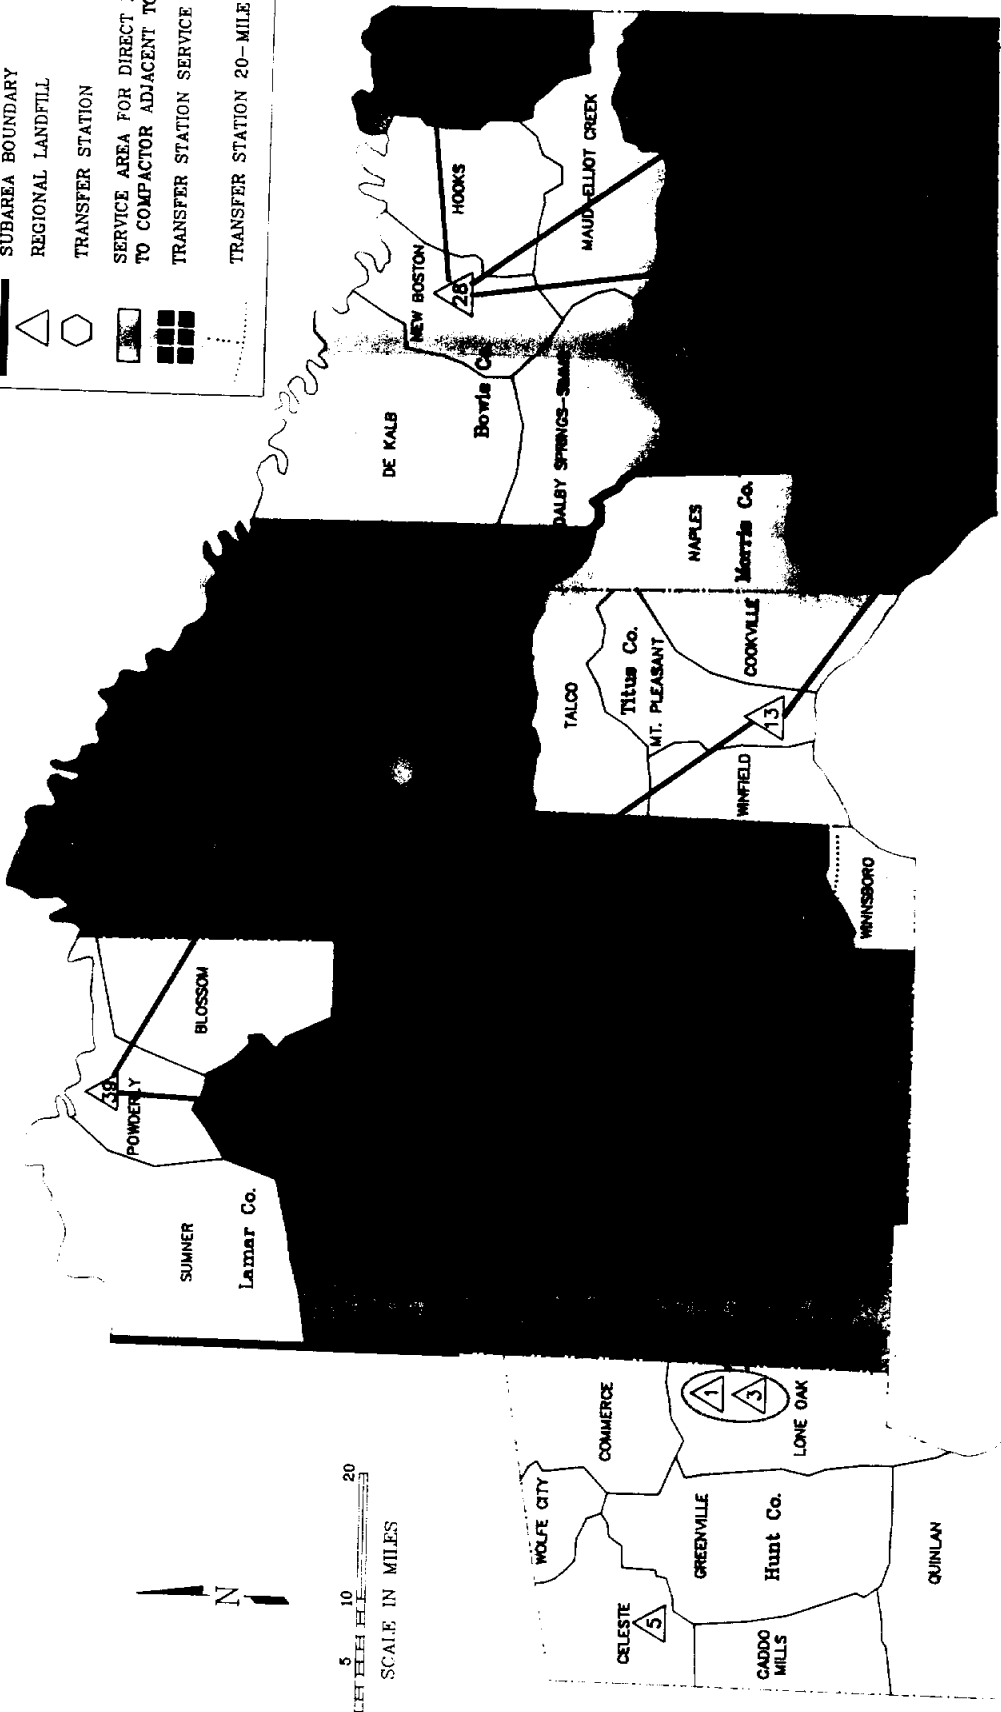 SUBAREA BOUNDARY
REGIONAL LANDFILL
TRANSFER STATION
SERVICE AREA FOR DIRECT
TO COMPACTOR ADJACENT TO
TRANSFER STATION SERVICE
TRANSFER STATION 20-MILE
N
5 10 20
SCALE IN MILES
SUMNER
Lamar Co.
POWDERLY
39
BLOSSOM
DE KALB
Bowie Co.
NEW BOSTON
28
HOOKS
MAUD-ELLIOT CREEK
DALBY SPRINGS-SIMMS
NAPLES
Morris Co.
TALCO
Titus Co.
MT. PLEASANT
COOKVILLE
13
WINFIELD
WINNSBORO
WOLFE CITY
COMMERCE
CELESTE
5
GREENVILLE
Hunt Co.
1
3
LONE OAK
CADDO
MILLS
QUINLAN